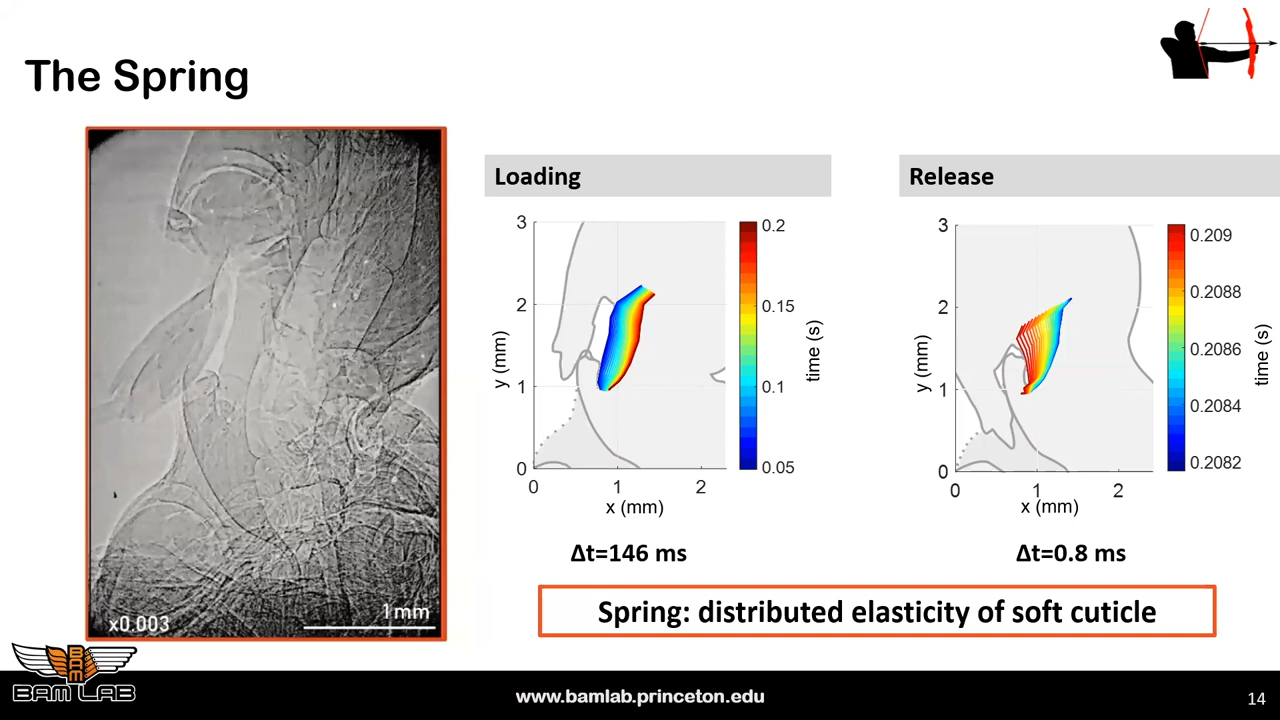 The Spring
x0.003
1mm
Loading
3
2
1
0
0
1
2
y (mm)
x (mm)
0.2
0.15
0.1
0.05
time (s)
Δt=146 ms
Release
3
2
1
0
0
1
2
y (mm)
x (mm)
0.209
0.2088
0.2086
0.2084
0.2082
time (s)
Δt=0.8 ms
Spring: distributed elasticity of soft cuticle
BAM
BAM LAB
www.bamlab.princeton.edu
14